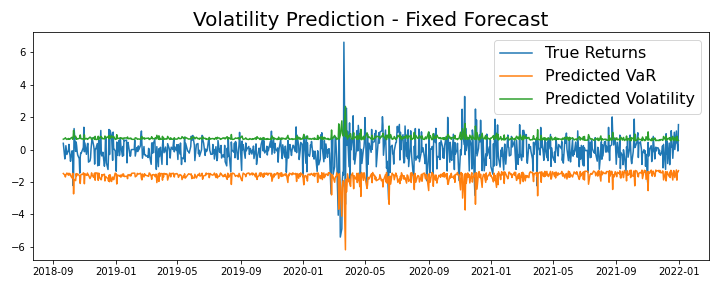 Volatility Prediction - Fixed Forecast
True Returns
Predicted VaR
Predicted Volatility
6
4
2
0
−2
−4
−6
2018-09 2019-01 2019-05 2019-09 2020-01 2020-05 2020-09 2021-01 2021-05 2021-09 2022-01